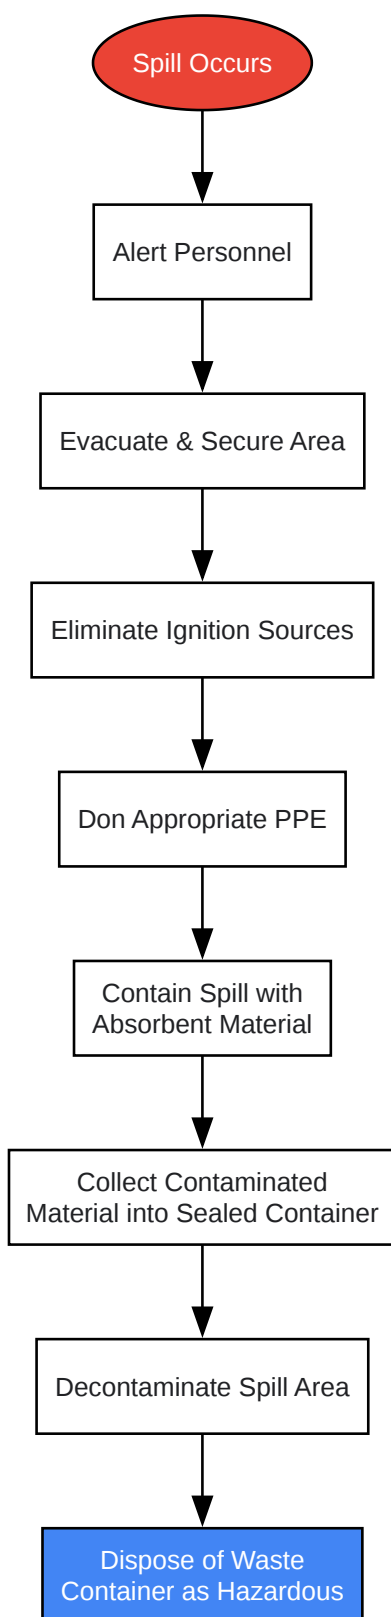 Spill Occurs
Alert Personnel
Evacuate & Secure Area
Eliminate Ignition Sources
Don Appropriate PPE
Contain Spill with
Absorbent Material
Collect Contaminated
Material into Sealed Container
Decontaminate Spill Area
Dispose of Waste
Container as Hazardous